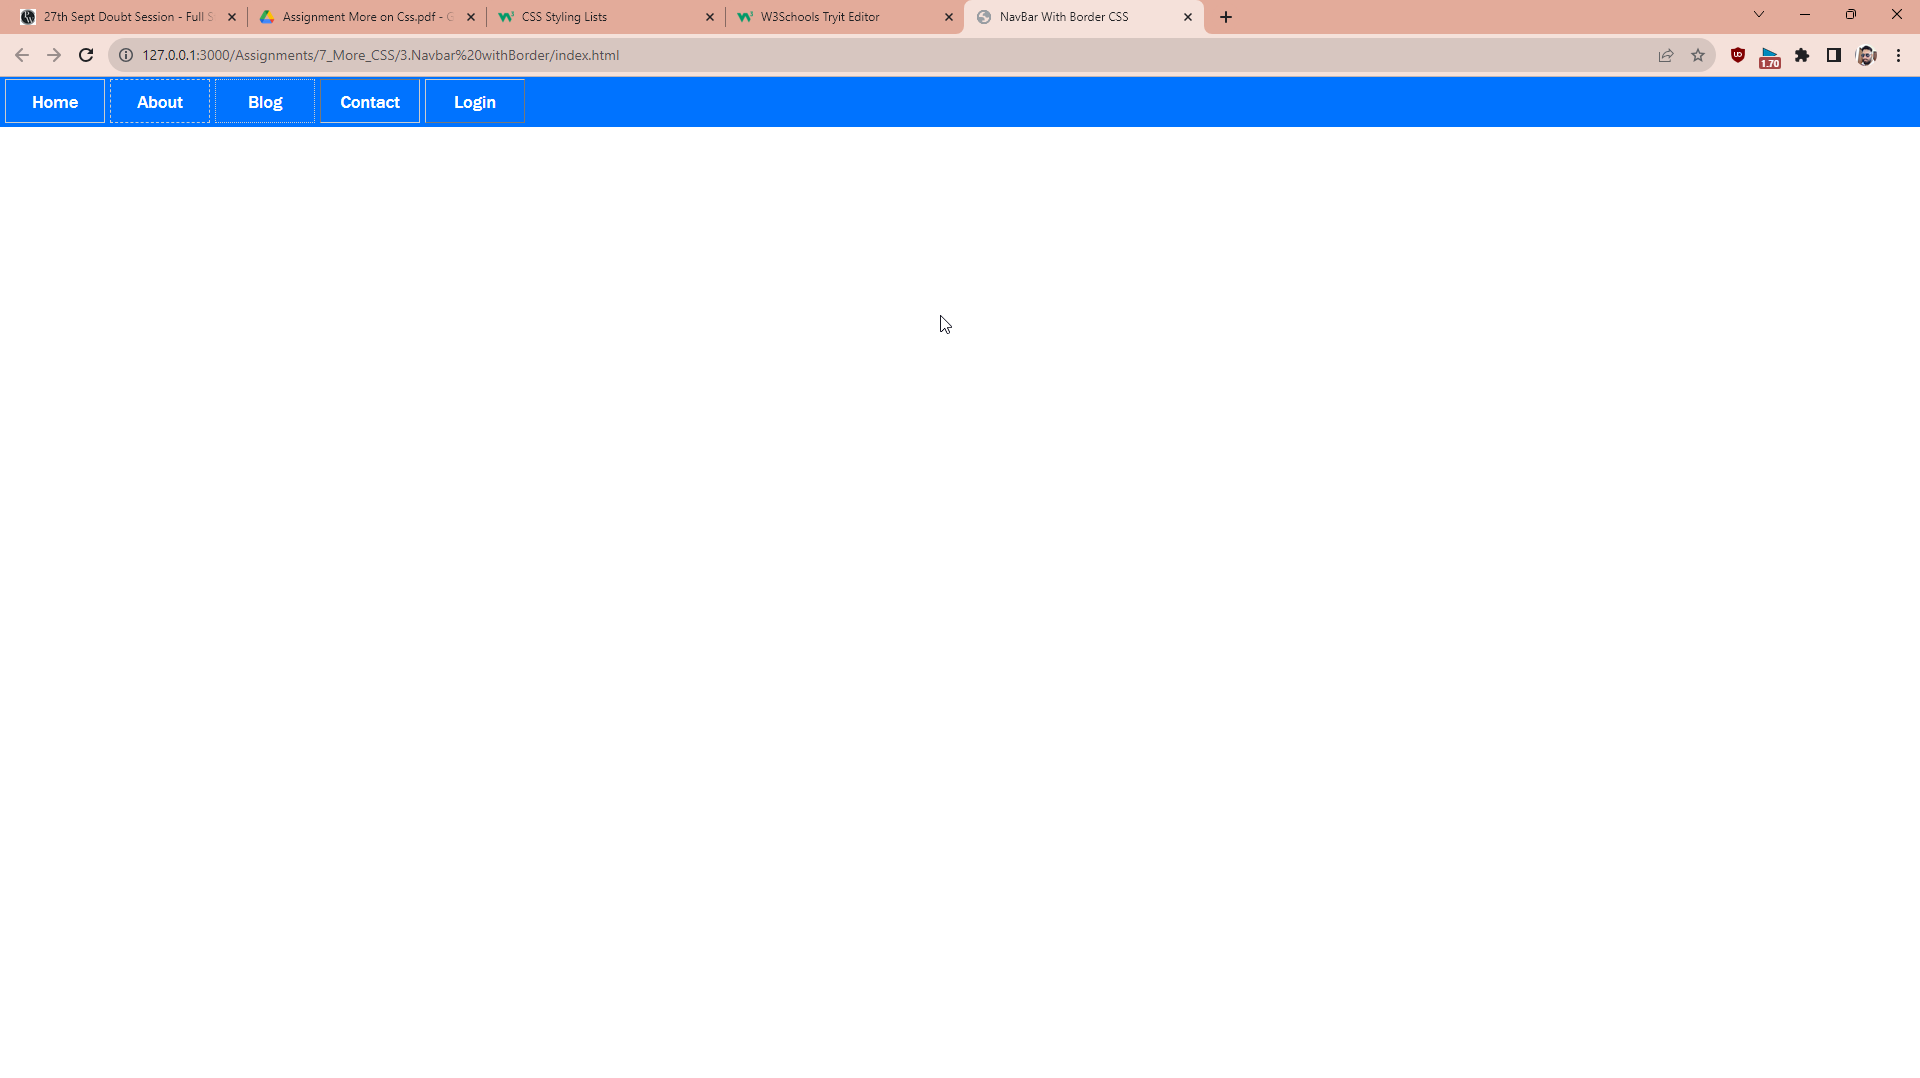 27th Sept Doubt Session - Full S
Assignment More on Css.pdf - G
CSS Styling Lists
W3Schools Tryit Editor
NavBar With Border CSS
127.0.0.1:3000/Assignments/7_More_CSS/3.Navbar%20withBorder/index.html
1.70
Home
About
Blog
Contact
Login